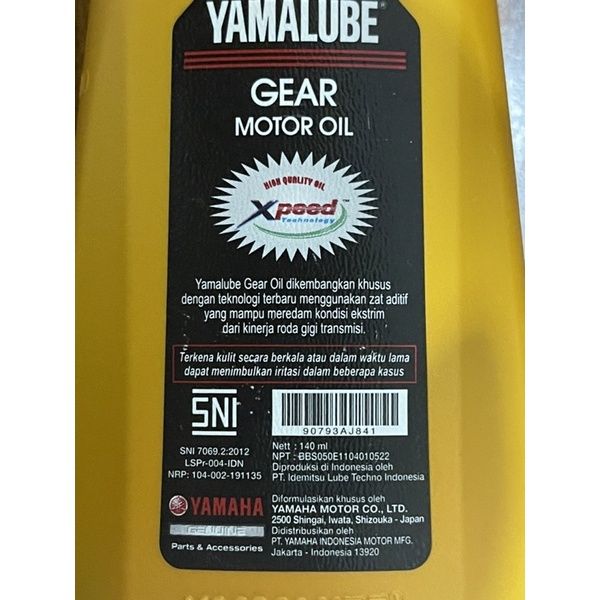 YAMALUBE®
GEAR
MOTOR OIL
HIGH QUALITY OIL
Xpeed™
Technology
Yamalube Gear Oil dikembangkan khusus
dengan teknologi terbaru menggunakan zat aditif
yang mampu meredam kondisi ekstrim
dari kinerja roda gigi transmisi.
Terkena kulit secara berkala atau dalam waktu lama
dapat menimbulkan iritasi dalam beberapa kasus
SNI
SNI 7069.2:2012
LSPr-004-IDN
NRP: 104-002-191135
90793AJ841
Nett : 140 ml
NPT : BBS050E1104010522
Diproduksi di Indonesia oleh
PT. Idemitsu Lube Techno Indonesia
YAMAHA
GENUINE
Parts & Accessories
Diformulasikan khusus oleh
YAMAHA MOTOR CO., LTD.
2500 Shingai, Iwata, Shizouka - Japan
Didistribusikan oleh
PT. YAMAHA INDONESIA MOTOR MFG.
Jakarta - Indonesia 13920